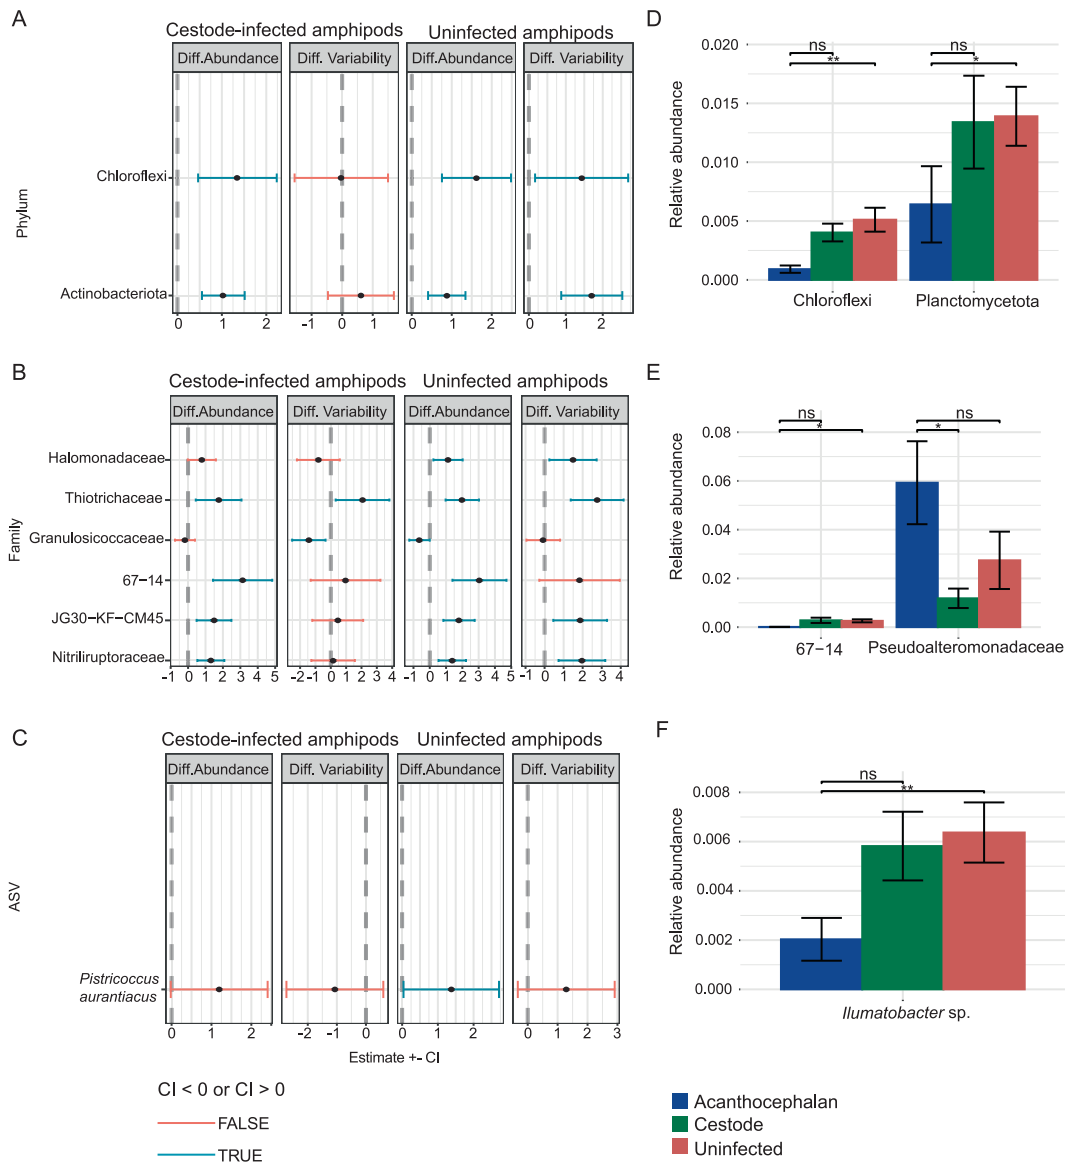 A
Cestode-infected amphipods
Uninfected amphipods
Diff.Abundance
Diff. Variability
Diff.Abundance
Diff. Variability
Phylum
Chloroflexi
Actinobacteriota
0 1 2
-1 0 1
0 1 2
0 1 2
B
Cestode-infected amphipods
Uninfected amphipods
Diff.Abundance
Diff. Variability
Diff.Abundance
Diff. Variability
Family
Halomonadaceae
Thiotrichaceae
Granulosicoccaceae
67−14
JG30−KF−CM45
Nitriliruptoraceae
-1 0 1 2 3 4 5
-2 -1 0 1 2 3 4
-1 0 1 2 3 4 5
-1 0 1 2 3 4
C
Cestode-infected amphipods
Uninfected amphipods
Diff.Abundance
Diff. Variability
Diff.Abundance
Diff. Variability
ASV
Pistricoccus
aurantiacus
0 1 2
-2 -1 0
0 1 2
0 1 2 3
Estimate +- CI
CI < 0 or CI > 0
FALSE
TRUE
D
Relative abundance
0.020
0.015
0.010
0.005
0.000
ns
**
ns
*
Chloroflexi
Planctomycetota
E
Relative abundance
0.08
0.06
0.04
0.02
0.00
ns
*
ns
*
67−14
Pseudoalteromonadaceae
F
Relative abundance
0.008
0.006
0.004
0.002
0.000
ns
**
Ilumatobacter sp.
Acanthocephalan
Cestode
Uninfected